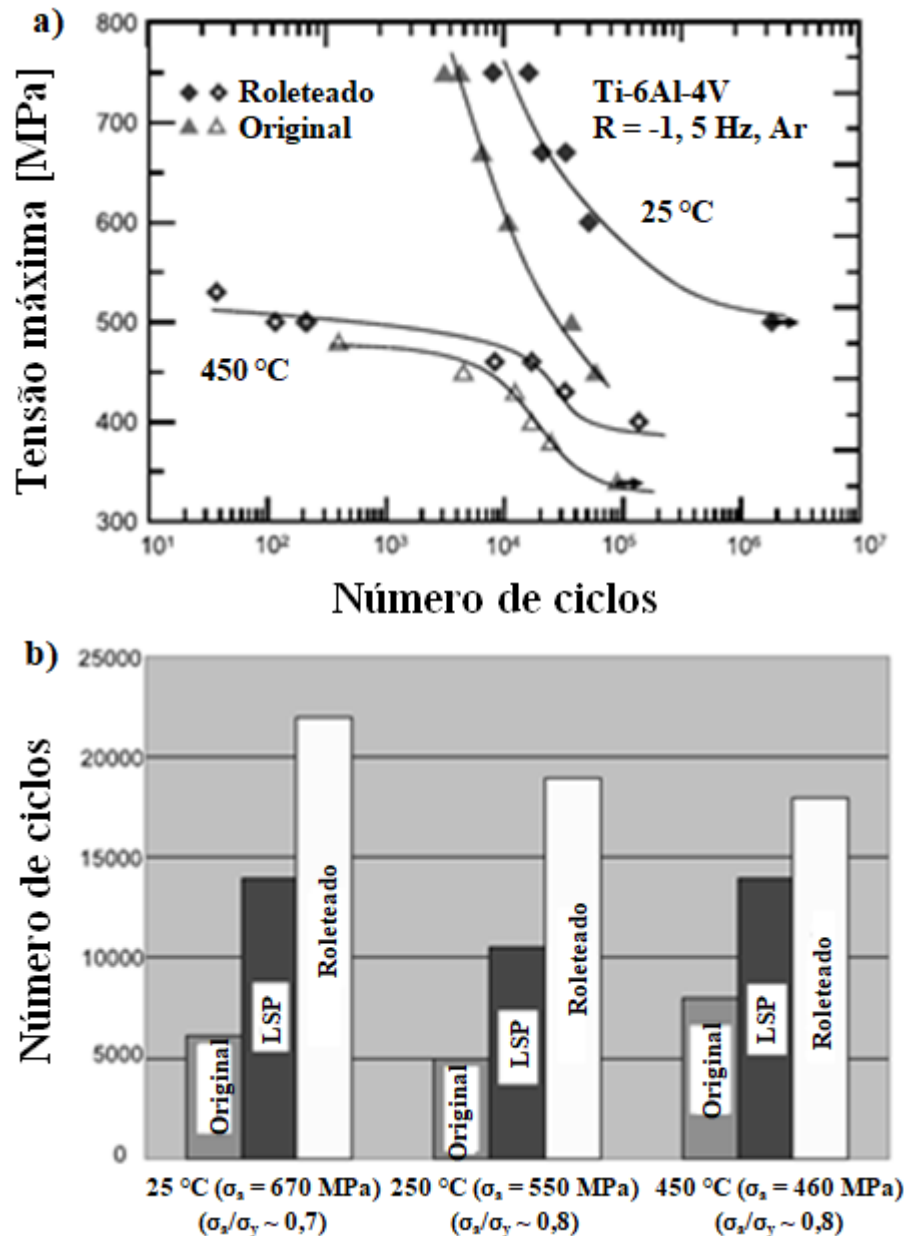 a)
800
700
600
500
400
300
Tensão máxima [MPa]
Roleteado
Original
Ti-6Al-4V
R = -1, 5 Hz, Ar
25 °C
450 °C
10¹ 10² 10³ 10⁴ 10⁵ 10⁶ 10⁷
Número de ciclos
b)
25000
20000
15000
10000
5000
0
Número de ciclos
Original
LSP
Roleteado
Original
LSP
Roleteado
Original
LSP
Roleteado
25 °C (σₐ = 670 MPa) 250 °C (σₐ = 550 MPa) 450 °C (σₐ = 460 MPa)
(σₐ/σᵧ ~ 0,7) (σₐ/σᵧ ~ 0,8) (σₐ/σᵧ ~ 0,8)